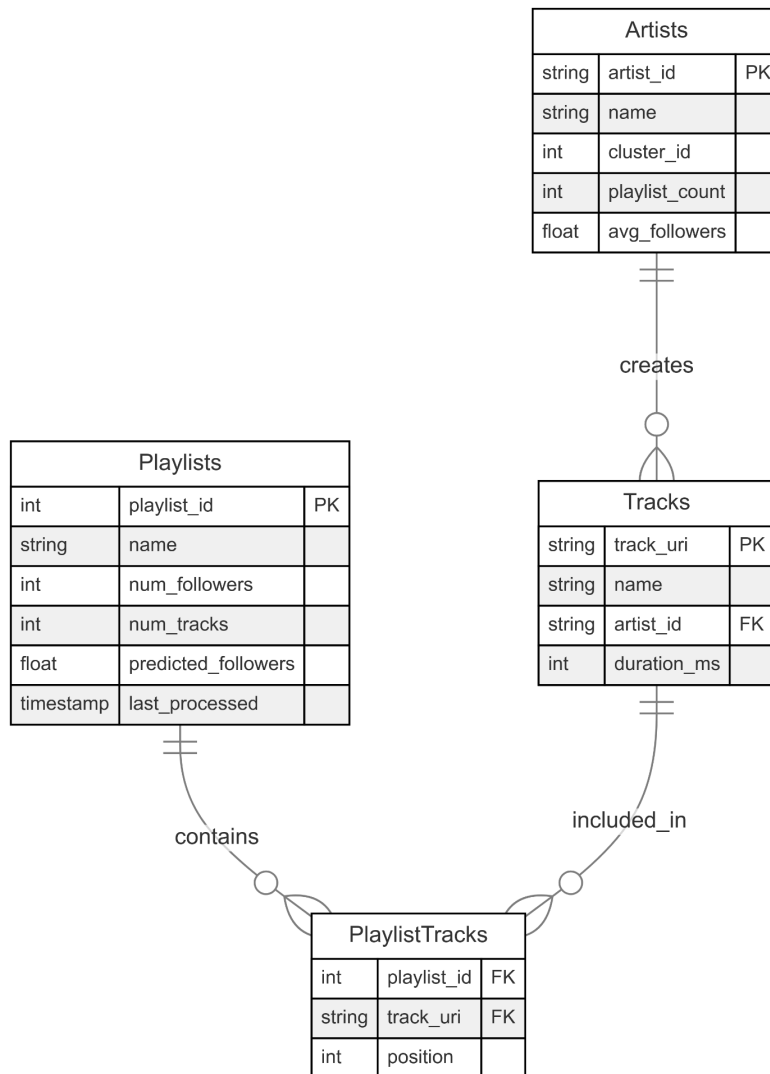 Artists
string artist_id PK
string name
int cluster_id
int playlist_count
float avg_followers
creates
Playlists
int playlist_id PK
string name
int num_followers
int num_tracks
float predicted_followers
timestamp last_processed
Tracks
string track_uri PK
string name
string artist_id FK
int duration_ms
contains
included_in
PlaylistTracks
int playlist_id FK
string track_uri FK
int position